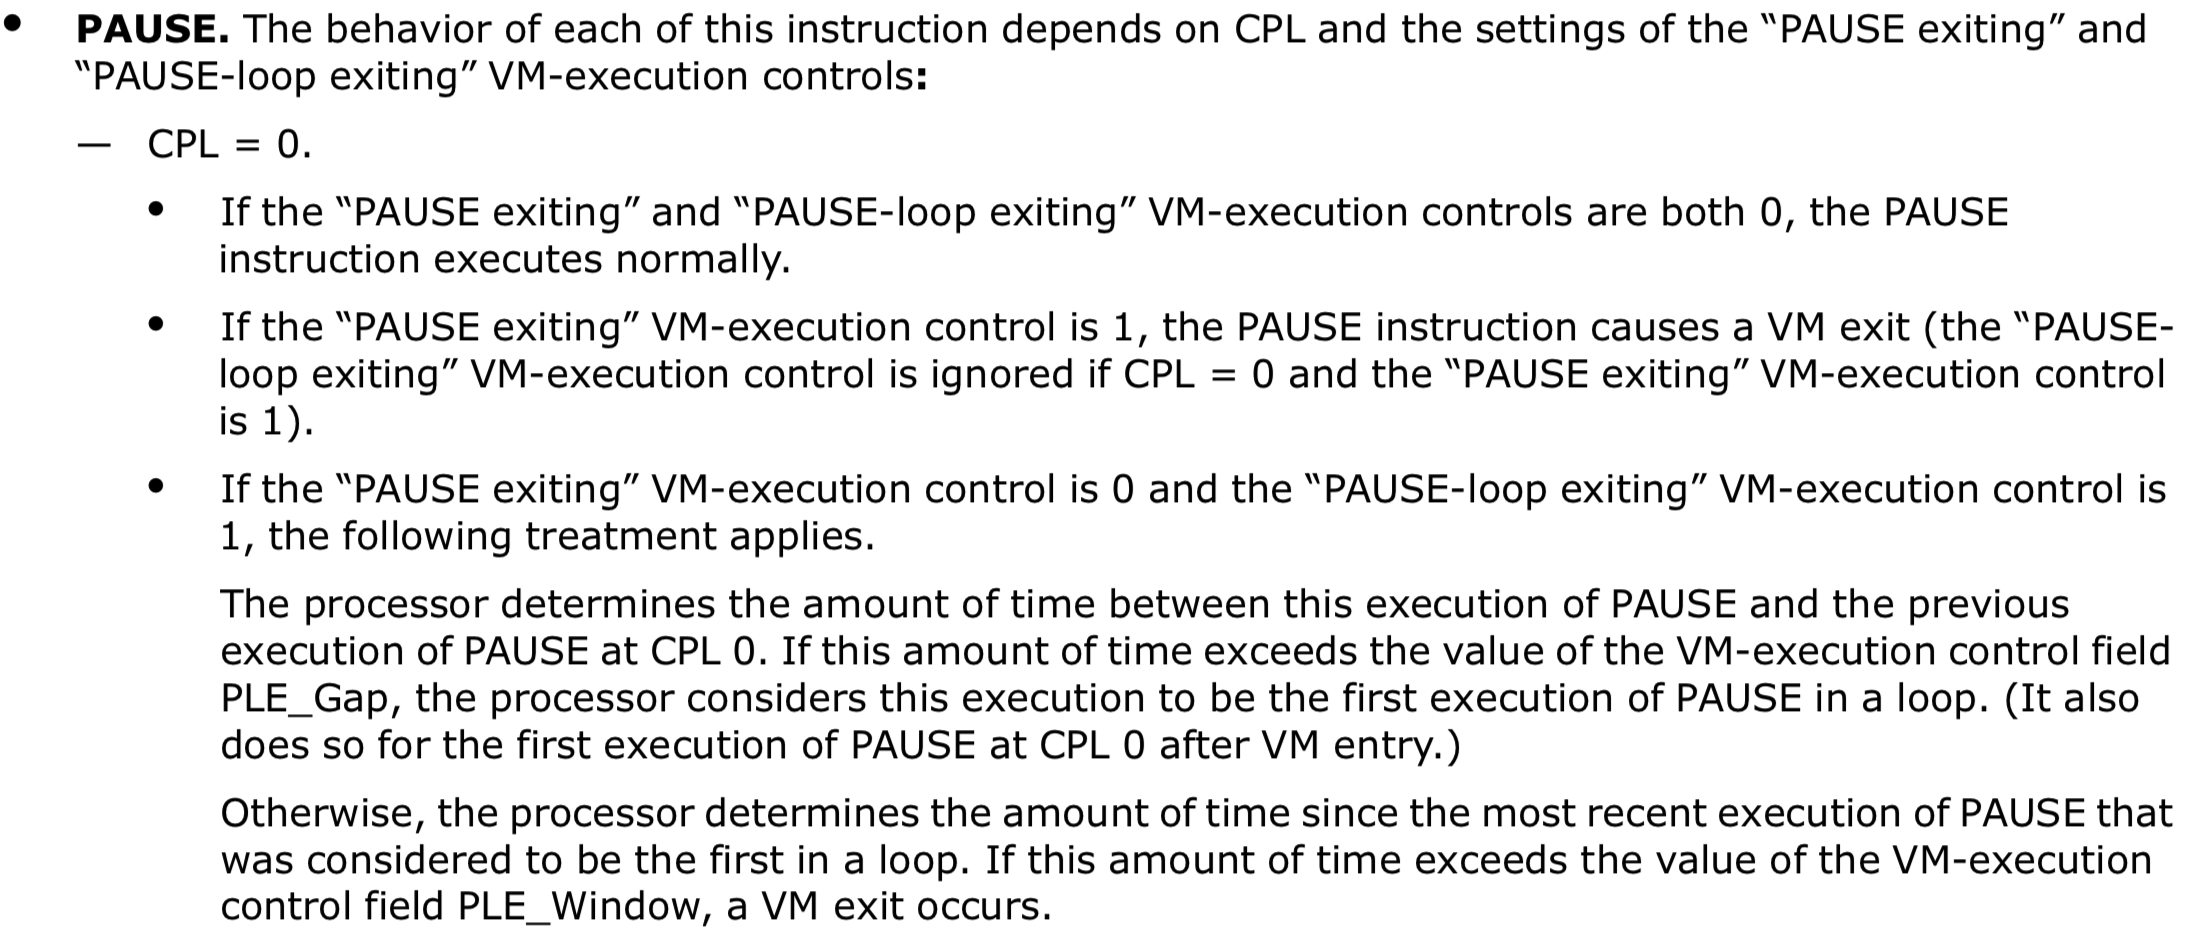 • PAUSE. The behavior of each of this instruction depends on CPL and the settings of the “PAUSE exiting” and
“PAUSE-loop exiting” VM-execution controls:
— CPL = 0.
• If the “PAUSE exiting” and “PAUSE-loop exiting” VM-execution controls are both 0, the PAUSE
instruction executes normally.
• If the “PAUSE exiting” VM-execution control is 1, the PAUSE instruction causes a VM exit (the “PAUSE-
loop exiting” VM-execution control is ignored if CPL = 0 and the “PAUSE exiting” VM-execution control
is 1).
• If the “PAUSE exiting” VM-execution control is 0 and the “PAUSE-loop exiting” VM-execution control is
1, the following treatment applies.
The processor determines the amount of time between this execution of PAUSE and the previous
execution of PAUSE at CPL 0. If this amount of time exceeds the value of the VM-execution control field
PLE_Gap, the processor considers this execution to be the first execution of PAUSE in a loop. (It also
does so for the first execution of PAUSE at CPL 0 after VM entry.)
Otherwise, the processor determines the amount of time since the most recent execution of PAUSE that
was considered to be the first in a loop. If this amount of time exceeds the value of the VM-execution
control field PLE_Window, a VM exit occurs.